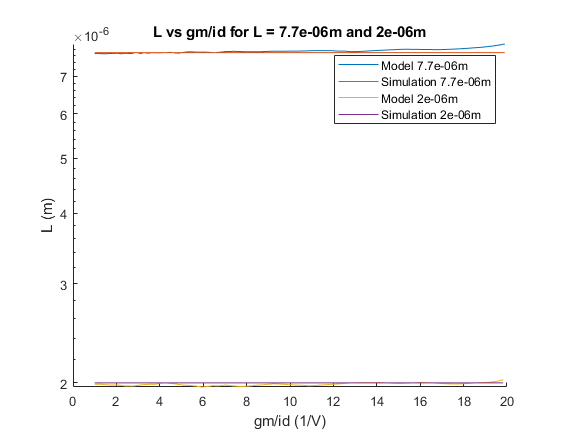 L vs gm/id for L = 7.7e-06m and 2e-06m
×10⁻⁶
Model 7.7e-06m
Simulation 7.7e-06m
Model 2e-06m
Simulation 2e-06m
7
6
5
4
3
2
L (m)
0 2 4 6 8 10 12 14 16 18 20
gm/id (1/V)